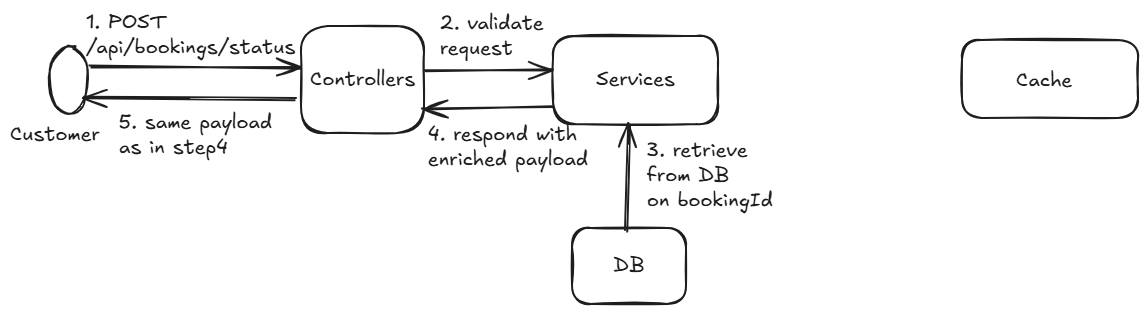 1. POST
/api/bookings/status
2. validate
request
Controllers
Services
Cache
Customer
5. same payload
as in step4
4. respond with
enriched payload
3. retrieve
from DB
on bookingId
DB